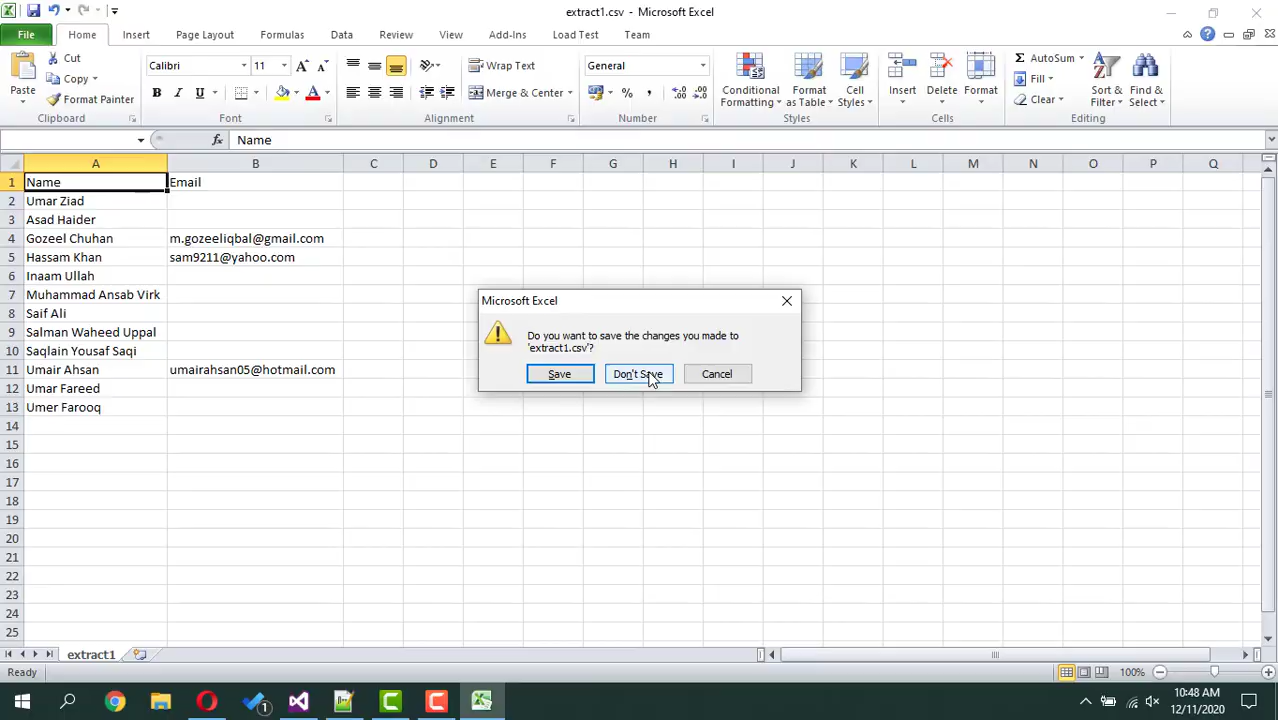 extract1.csv - Microsoft Excel
File Home Insert Page Layout Formulas Data Review View Add-Ins Load Test Team
Paste Cut Copy Format Painter Clipboard
Calibri 11 B I U A Font
Wrap Text Merge & Center Alignment
General % , Number
Conditional Formatting Format as Table Cell Styles Styles
Insert Delete Format Cells
Σ AutoSum Fill Clear Sort & Filter Find & Select Editing
fx Name
A B C D E F G H I J K L M N O P Q
1 Name Email
2 Umar Ziad
3 Asad Haider
4 Gozeel Chuhan m.gozeeliqbal@gmail.com
5 Hassam Khan sam9211@yahoo.com
6 Inaam Ullah
7 Muhammad Ansab Virk
8 Saif Ali
9 Salman Waheed Uppal
10 Saqlain Yousaf Saqi
11 Umair Ahsan umairahsan05@hotmail.com
12 Umar Fareed
13 Umer Farooq
14
15
16
17
18
19
20
21
22
23
24
25
Microsoft Excel
Do you want to save the changes you made to
'extract1.csv'?
Save Don't Save Cancel
extract1
Ready 100%
1
10:48 AM
12/11/2020